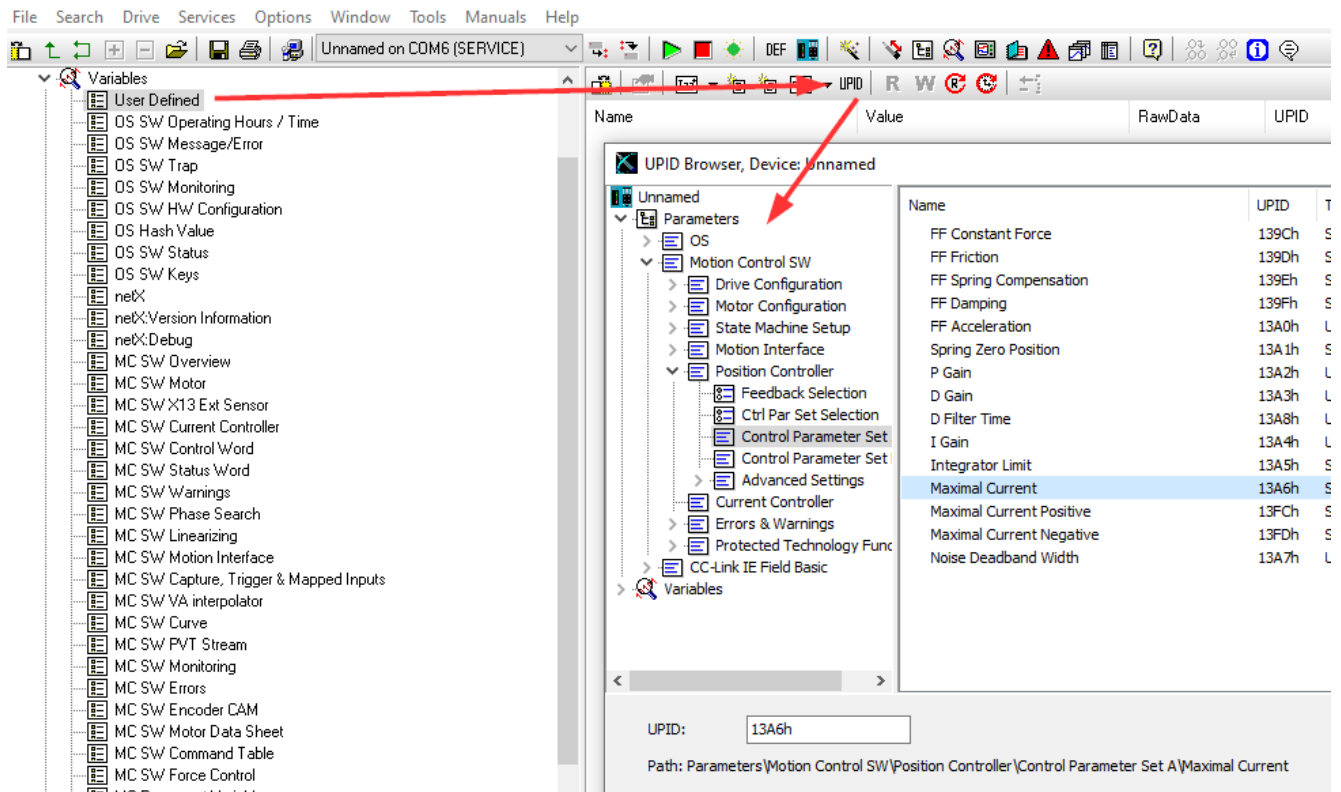 File Search Drive Services Options Window Tools Manuals Help
Unnamed on COM6 (SERVICE)
DEF
Variables
User Defined
OS SW Operating Hours / Time
OS SW Message/Error
OS SW Trap
OS SW Monitoring
OS SW HW Configuration
OS Hash Value
OS SW Status
OS SW Keys
netX
netX:Version Information
netX:Debug
MC SW Overview
MC SW Motor
MC SW X13 Ext Sensor
MC SW Current Controller
MC SW Control Word
MC SW Status Word
MC SW Warnings
MC SW Phase Search
MC SW Linearizing
MC SW Motion Interface
MC SW Capture, Trigger & Mapped Inputs
MC SW VA interpolator
MC SW Curve
MC SW PVT Stream
MC SW Monitoring
MC SW Errors
MC SW Encoder CAM
MC SW Motor Data Sheet
MC SW Command Table
MC SW Force Control
UPID R W
Name Value RawData UPID
UPID Browser, Device: Unnamed
Unnamed
Parameters
OS
Motion Control SW
Drive Configuration
Motor Configuration
State Machine Setup
Motion Interface
Position Controller
Feedback Selection
Ctrl Par Set Selection
Control Parameter Set
Control Parameter Set
Advanced Settings
Current Controller
Errors & Warnings
Protected Technology Func
CC-Link IE Field Basic
Variables
Name UPID T
FF Constant Force 139Ch S
FF Friction 139Dh S
FF Spring Compensation 139Eh S
FF Damping 139Fh S
FF Acceleration 13A0h U
Spring Zero Position 13A1h S
P Gain 13A2h U
D Gain 13A3h U
D Filter Time 13A8h U
I Gain 13A4h U
Integrator Limit 13A5h S
Maximal Current 13A6h S
Maximal Current Positive 13FCh S
Maximal Current Negative 13FDh S
Noise Deadband Width 13A7h U
UPID: 13A6h
Path: Parameters\Motion Control SW\Position Controller\Control Parameter Set A\Maximal Current